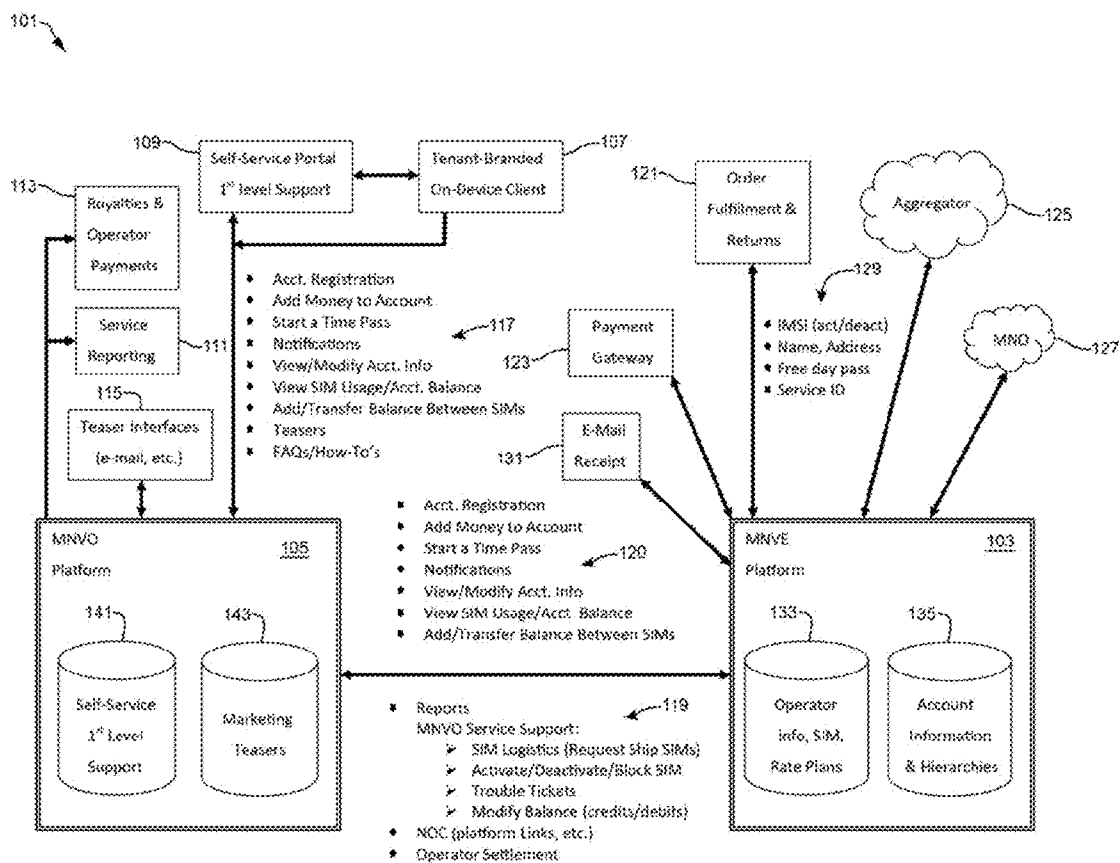 101
109
Self-Service Portal
1st level Support
107
Tenant-Branded
On-Device Client
113
Royalties &
Operator
Payments
121
Order
Fulfillment &
Returns
Aggregator
125
Service
Reporting
111
Acct. Registration
Add Money to Account
Start a Time Pass
Notifications
View/Modify Acct. Info
View SIM Usage/Acct. Balance
Add/Transfer Balance Between SIMs
Teasers
FAQs/How-To's
117
Payment
Gateway
123
129
IMSI (act/deact)
Name, Address
Free day pass
Service ID
MNO
127
115
Teaser Interfaces
(e-mail, etc.)
E-Mail
Receipt
131
Acct. Registration
Add Money to Account
Start a Time Pass
Notifications
View/Modify Acct. Info
View SIM Usage/Acct. Balance
Add/Transfer Balance Between SIMs
120
MNVO
Platform
105
141
Self-Service
1st Level
Support
143
Marketing
Teasers
MNVE
Platform
103
133
Operator
info, SIM,
Rate Plans
135
Account
Information
& Hierarchies
Reports
119
MNVO Service Support:
SIM Logistics (Request Ship SIMs)
Activate/Deactivate/Block SIM
Trouble Tickets
Modify Balance (credits/debits)
NOC (platform Links, etc.)
Operator Settlement